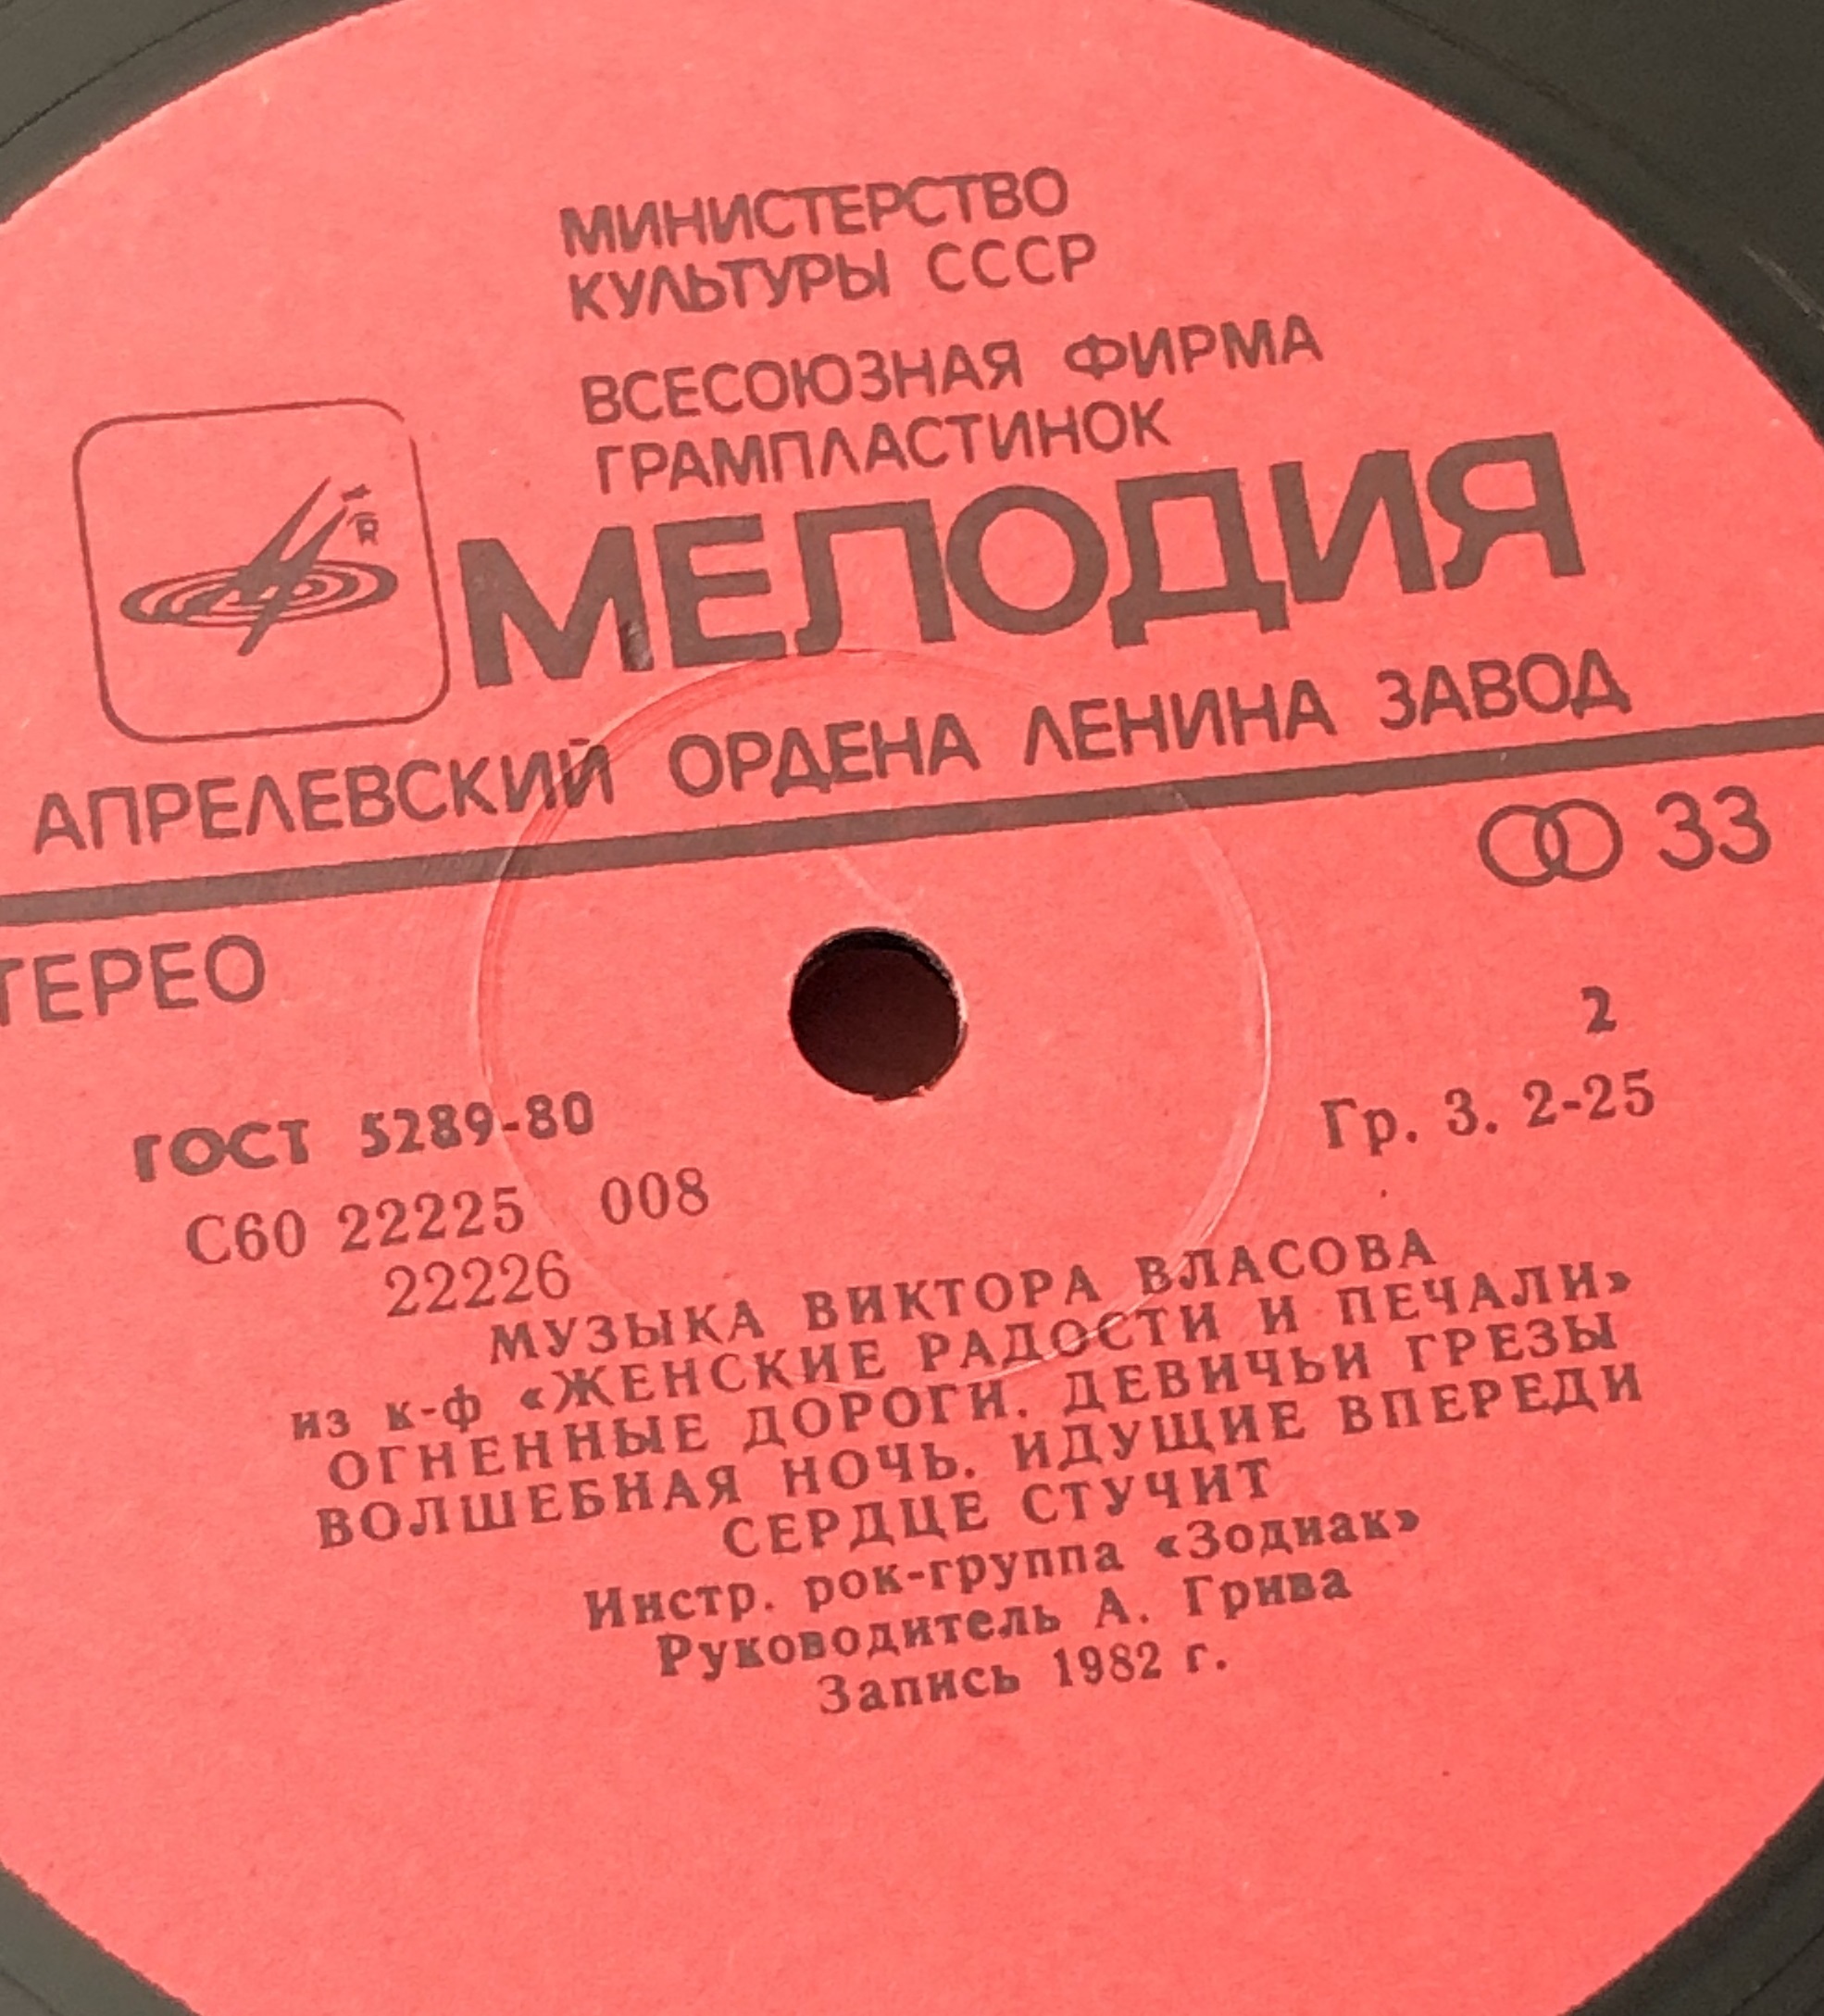 МИНИСТЕРСТВО
КУЛЬТУРЫ СССР
ВСЕСОЮЗНАЯ ФИРМА
ГРАМПЛАСТИНОК
R
МЕЛОДИЯ
АПРЕЛЕВСКИЙ ОРДЕНА ЛЕНИНА ЗАВОД
33
ТЕРЕО
2
ГОСТ 5289-80
Гр. 3. 2-25
С60 22225 008
22226
МУЗЫКА ВИКТОРА ВЛАСОВА
из к-ф «ЖЕНСКИЕ РАДОСТИ И ПЕЧАЛИ»
ОГНЕННЫЕ ДОРОГИ. ДЕВИЧЬИ ГРЕЗЫ
ВОЛШЕБНАЯ НОЧЬ. ИДУЩИЕ ВПЕРЕДИ
СЕРДЦЕ СТУЧИТ
Инстр. рок-группа «Зодиак»
Руководитель А. Грива
Запись 1982 г.